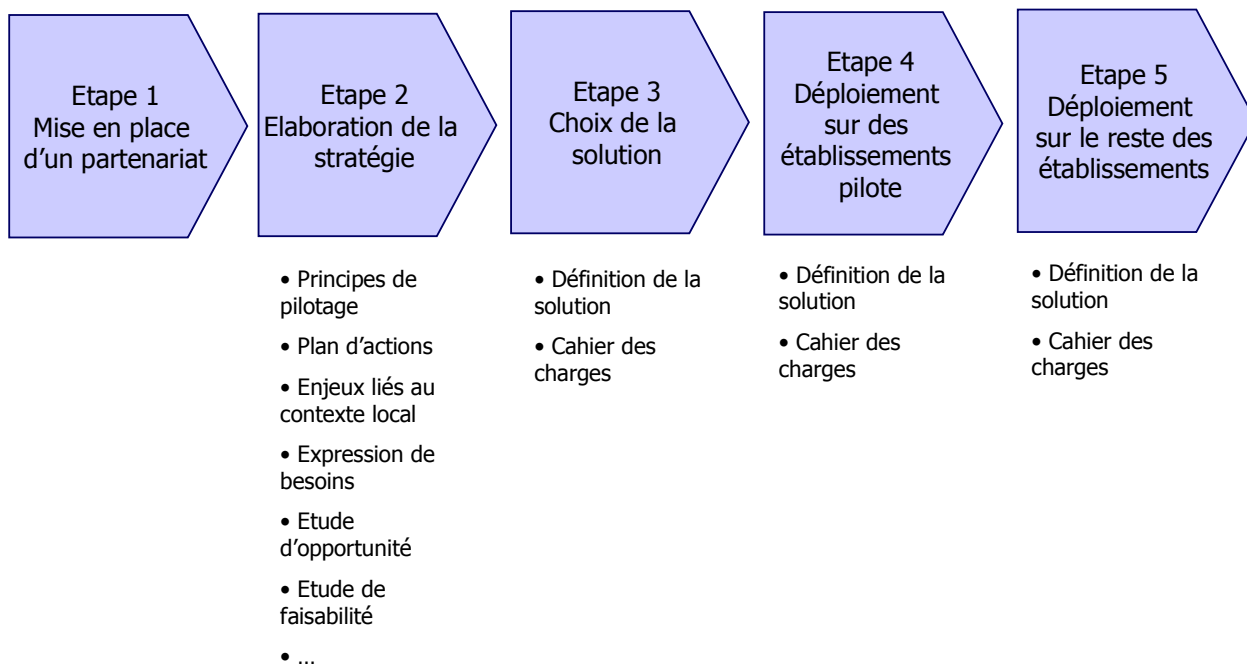 Etape 1
Mise en place
d’un partenariat
Etape 2
Elaboration de la
stratégie
• Principes de
pilotage
• Plan d’actions
• Enjeux liés au
contexte local
• Expression de
besoins
• Etude
d’opportunité
• Etude de
faisabilité
• ...
Etape 3
Choix de la
solution
• Définition de la
solution
• Cahier des
charges
Etape 4
Déploiement
sur des
établissements
pilote
• Définition de la
solution
• Cahier des
charges
Etape 5
Déploiement
sur le reste des
établissements
• Définition de la
solution
• Cahier des
charges